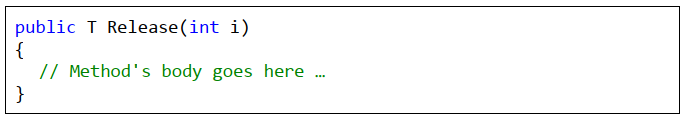 public T Release(int i)
{
// Method's body goes here …
}